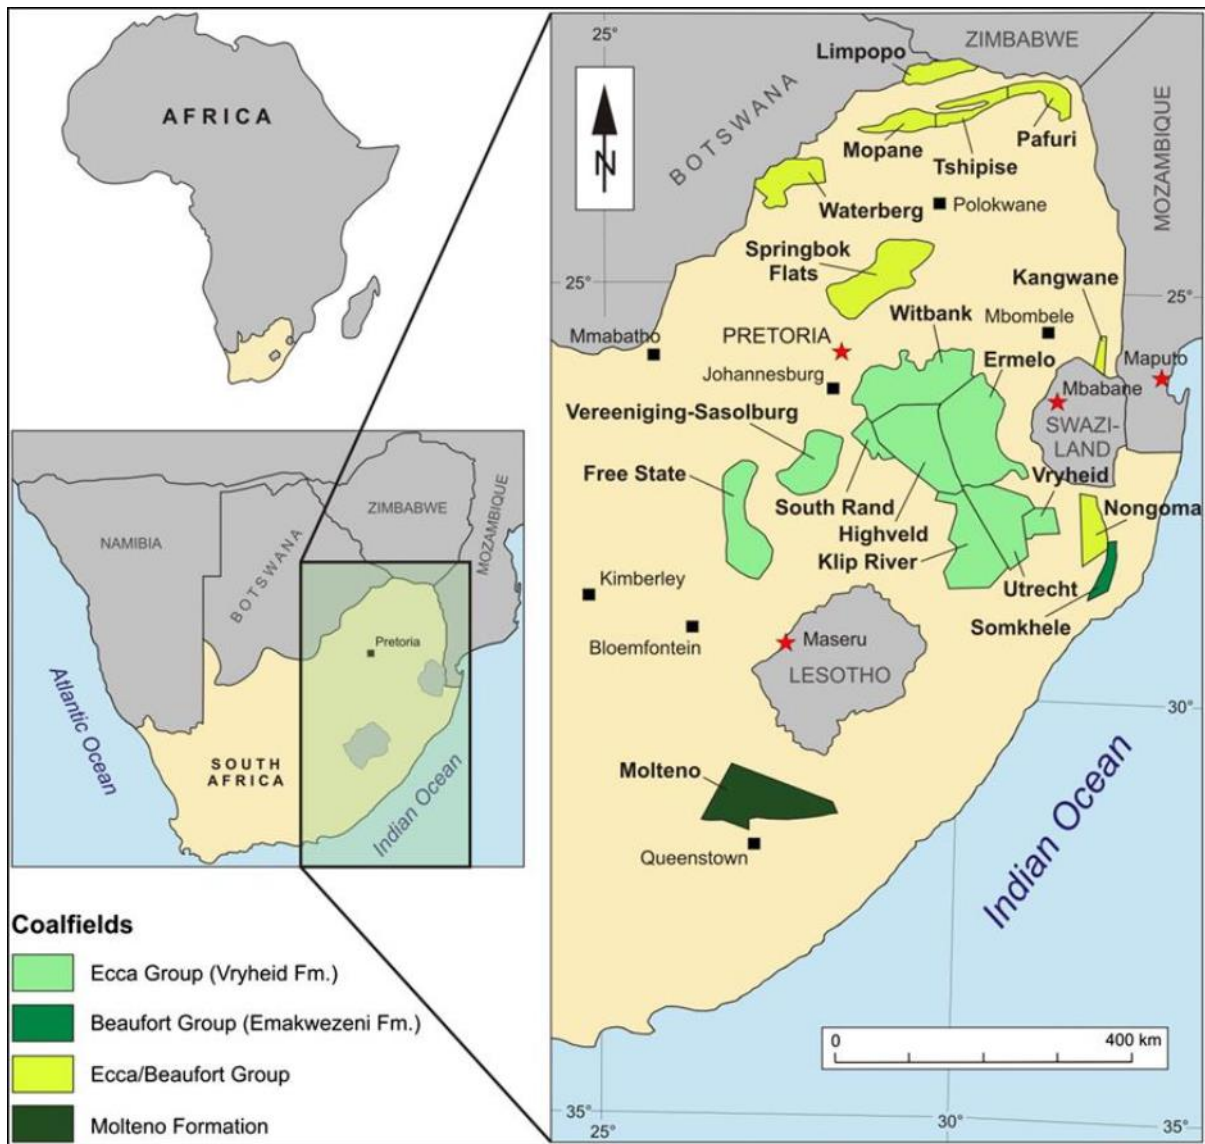 AFRICA
NAMIBIA
BOTSWANA
ZIMBABWE
MOZAMBIQUE
Pretoria
Atlantic Ocean
SOUTH
AFRICA
Indian Ocean
Coalfields
Ecca Group (Vryheid Fm.)
Beaufort Group (Emakwezeni Fm.)
Ecca/Beaufort Group
Molteno Formation
25°
ZIMBABWE
Limpopo
BOTSWANA
N
MOZAMBIQUE
Mopane
Tshipise
Pafuri
Waterberg
Polokwane
Springbok
Flats
Kangwane
25°
25°
Witbank
Mbombele
Mmabatho
PRETORIA
Ermelo
Maputo
Johannesburg
Mbabane
Vereeniging-Sasolburg
SWAZI-
LAND
Free State
Vryheid
South Rand
Nongoma
Highveld
Klip River
Kimberley
Utrecht
Somkhele
Bloemfontein
Maseru
LESOTHO
30°
Molteno
Queenstown
Indian Ocean
0
400 km
35°
25°
30°
35°